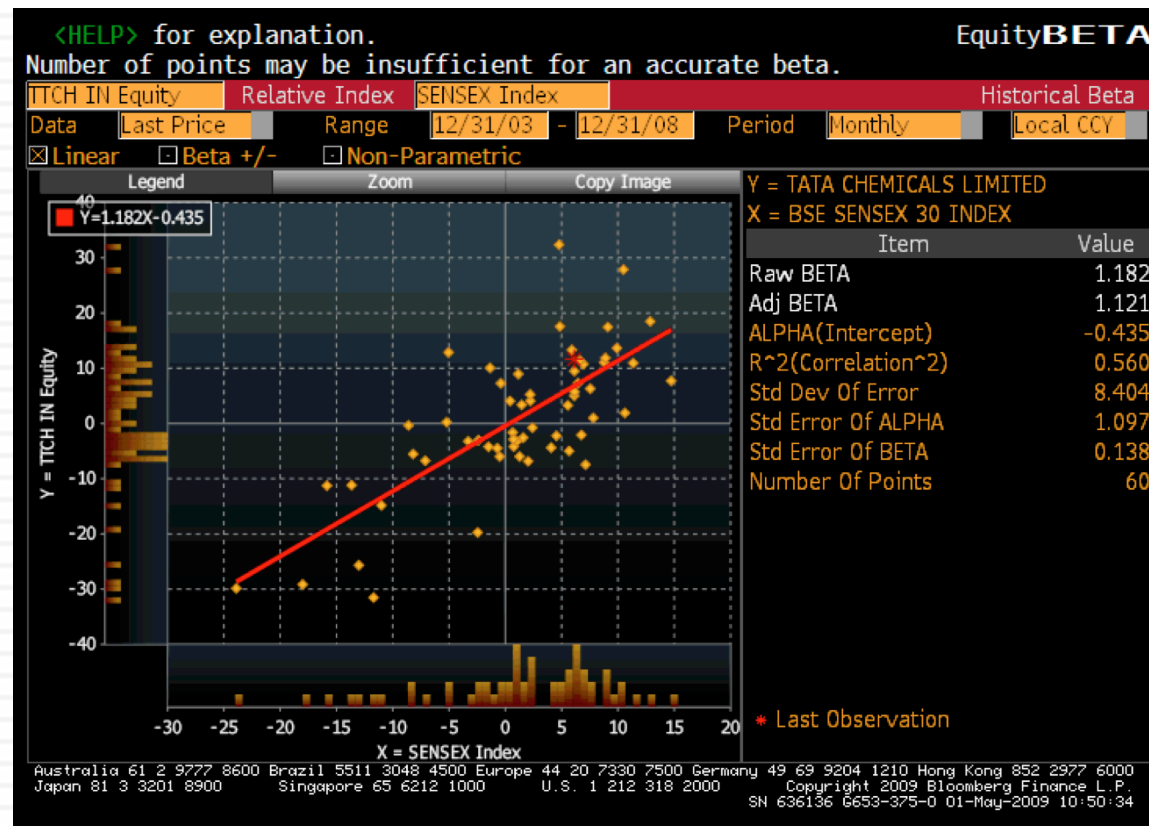 <HELP> for explanation. EquityBETA
Number of points may be insufficient for an accurate beta.
TTCH IN Equity Relative Index SENSEX Index Historical Beta
Data Last Price Range 12/31/03 - 12/31/08 Period Monthly Local CCY
Linear Beta +/- Non-Parametric
Legend Zoom Copy Image
Y=1.182X-0.435
40
30
20
10
0
-10
-20
-30
-40
Y = TTCH IN Equity
-30 -25 -20 -15 -10 -5 0 5 10 15 20
X = SENSEX Index
Y = TATA CHEMICALS LIMITED
X = BSE SENSEX 30 INDEX
Item Value
Raw BETA 1.182
Adj BETA 1.121
ALPHA(Intercept) -0.435
R^2(Correlation^2) 0.560
Std Dev Of Error 8.404
Std Error Of ALPHA 1.097
Std Error Of BETA 0.138
Number Of Points 60
* Last Observation
Australia 61 2 9777 8600 Brazil 5511 3048 4500 Europe 44 20 7330 7500 Germany 49 69 9204 1210 Hong Kong 852 2977 6000
Japan 81 3 3201 8900 Singapore 65 6212 1000 U.S. 1 212 318 2000 Copyright 2009 Bloomberg Finance L.P.
SN 636136 G653-375-0 01-May-2009 10:50:34